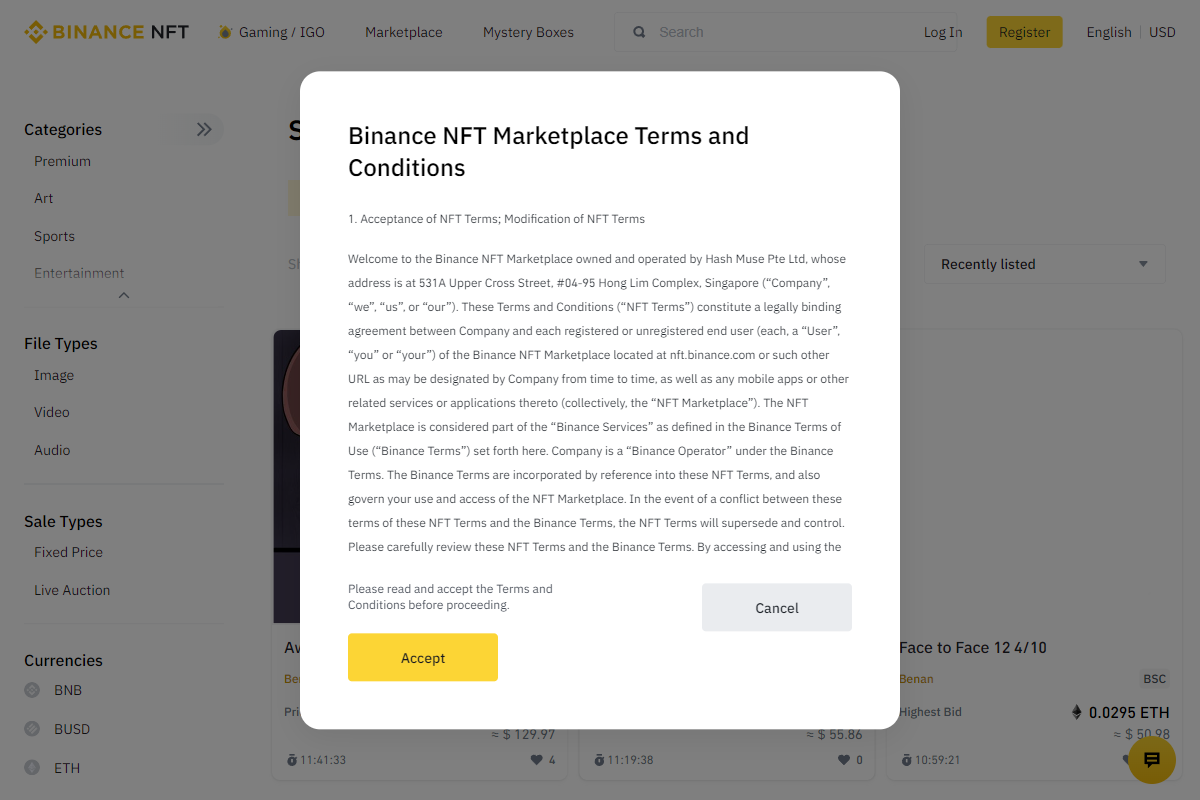 BINANCE NFT
Gaming / IGO
Marketplace
Mystery Boxes
Search
Log In
Register
English
USD
Categories
Premium
Art
Sports
Entertainment
File Types
Image
Video
Audio
Sale Types
Fixed Price
Live Auction
Currencies
BNB
BUSD
ETH
Recently listed
Binance NFT Marketplace Terms and
Conditions
1. Acceptance of NFT Terms; Modification of NFT Terms
Welcome to the Binance NFT Marketplace owned and operated by Hash Muse Pte Ltd, whose
address is at 531A Upper Cross Street, #04-95 Hong Lim Complex, Singapore (“Company”,
“we”, “us”, or “our”). These Terms and Conditions (“NFT Terms”) constitute a legally binding
agreement between Company and each registered or unregistered end user (each, a “User”,
“you” or “your”) of the Binance NFT Marketplace located at nft.binance.com or such other
URL as may be designated by Company from time to time, as well as any mobile apps or other
related services or applications thereto (collectively, the “NFT Marketplace”). The NFT
Marketplace is considered part of the “Binance Services” as defined in the Binance Terms of
Use (“Binance Terms”) set forth here. Company is a “Binance Operator” under the Binance
Terms. The Binance Terms are incorporated by reference into these NFT Terms, and also
govern your use and access of the NFT Marketplace. In the event of a conflict between these
terms of these NFT Terms and the Binance Terms, the NFT Terms will supersede and control.
Please carefully review these NFT Terms and the Binance Terms. By accessing and using the
Please read and accept the Terms and
Conditions before proceeding.
Cancel
Accept
≈ $ 129.97
11:41:33
4
≈ $ 55.86
11:19:38
0
Face to Face 12 4/10
Benan
BSC
Highest Bid
0.0295 ETH
≈ $ 50.98
10:59:21